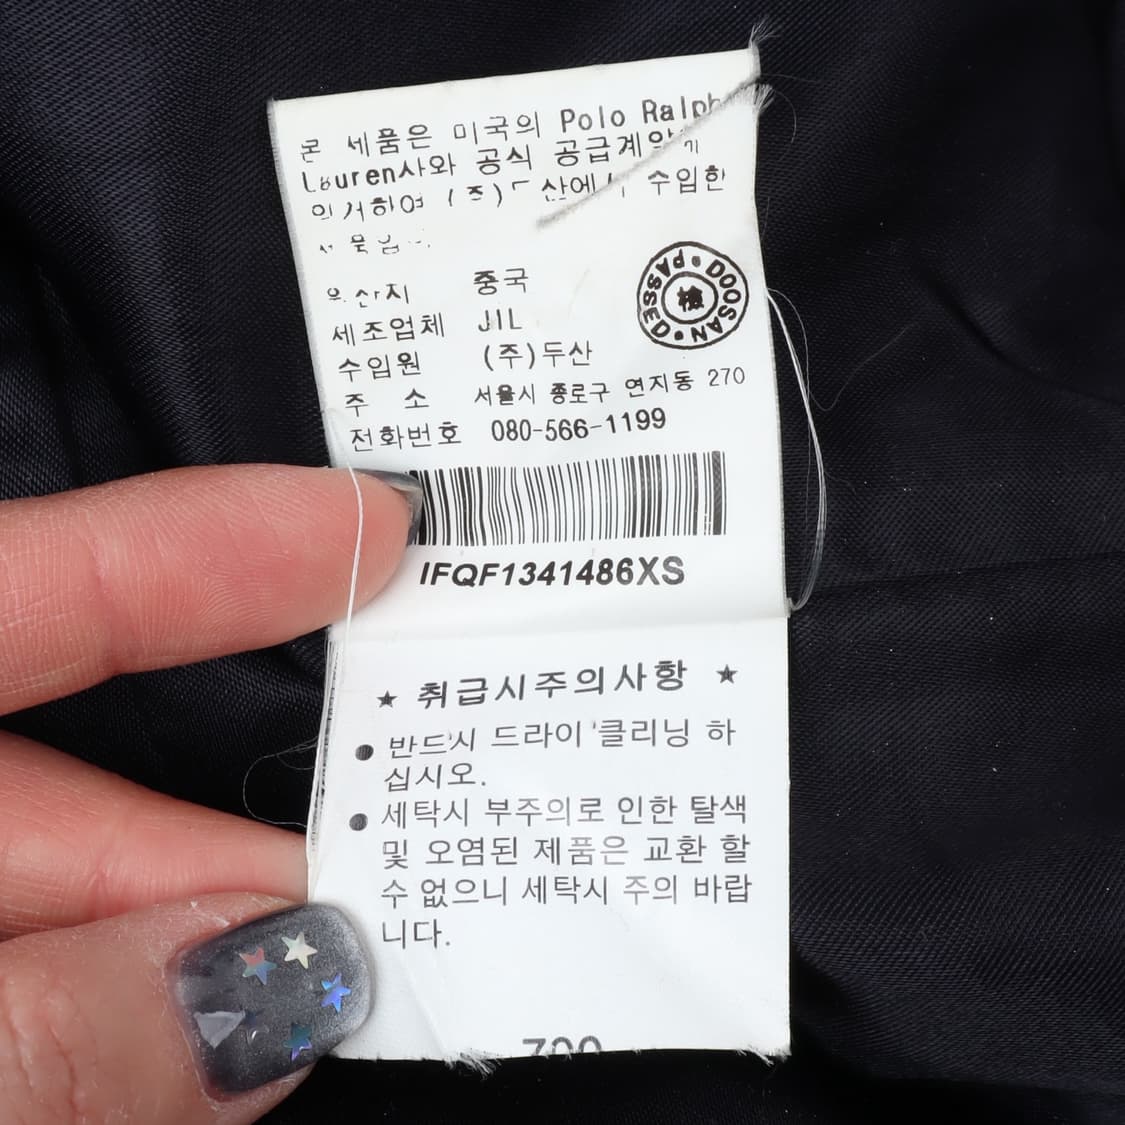 본 제품은 미국의 Polo Ralph
Lauren사와 공식 공급계약에
의거하여 (주)두산에서 수입한
제품입니다.
원산지 중국
제조업체 JIL
수입원 (주)두산
주 소 서울시 종로구 연지동 270
전화번호 080-566-1199
PASSED • DOOSAN •
檢
IFQF1341486XS
★ 취급시주의사항 ★
● 반드시 드라이 클리닝 하
십시오.
● 세탁시 부주의로 인한 탈색
및 오염된 제품은 교환 할
수 없으니 세탁시 주의 바랍
니다.